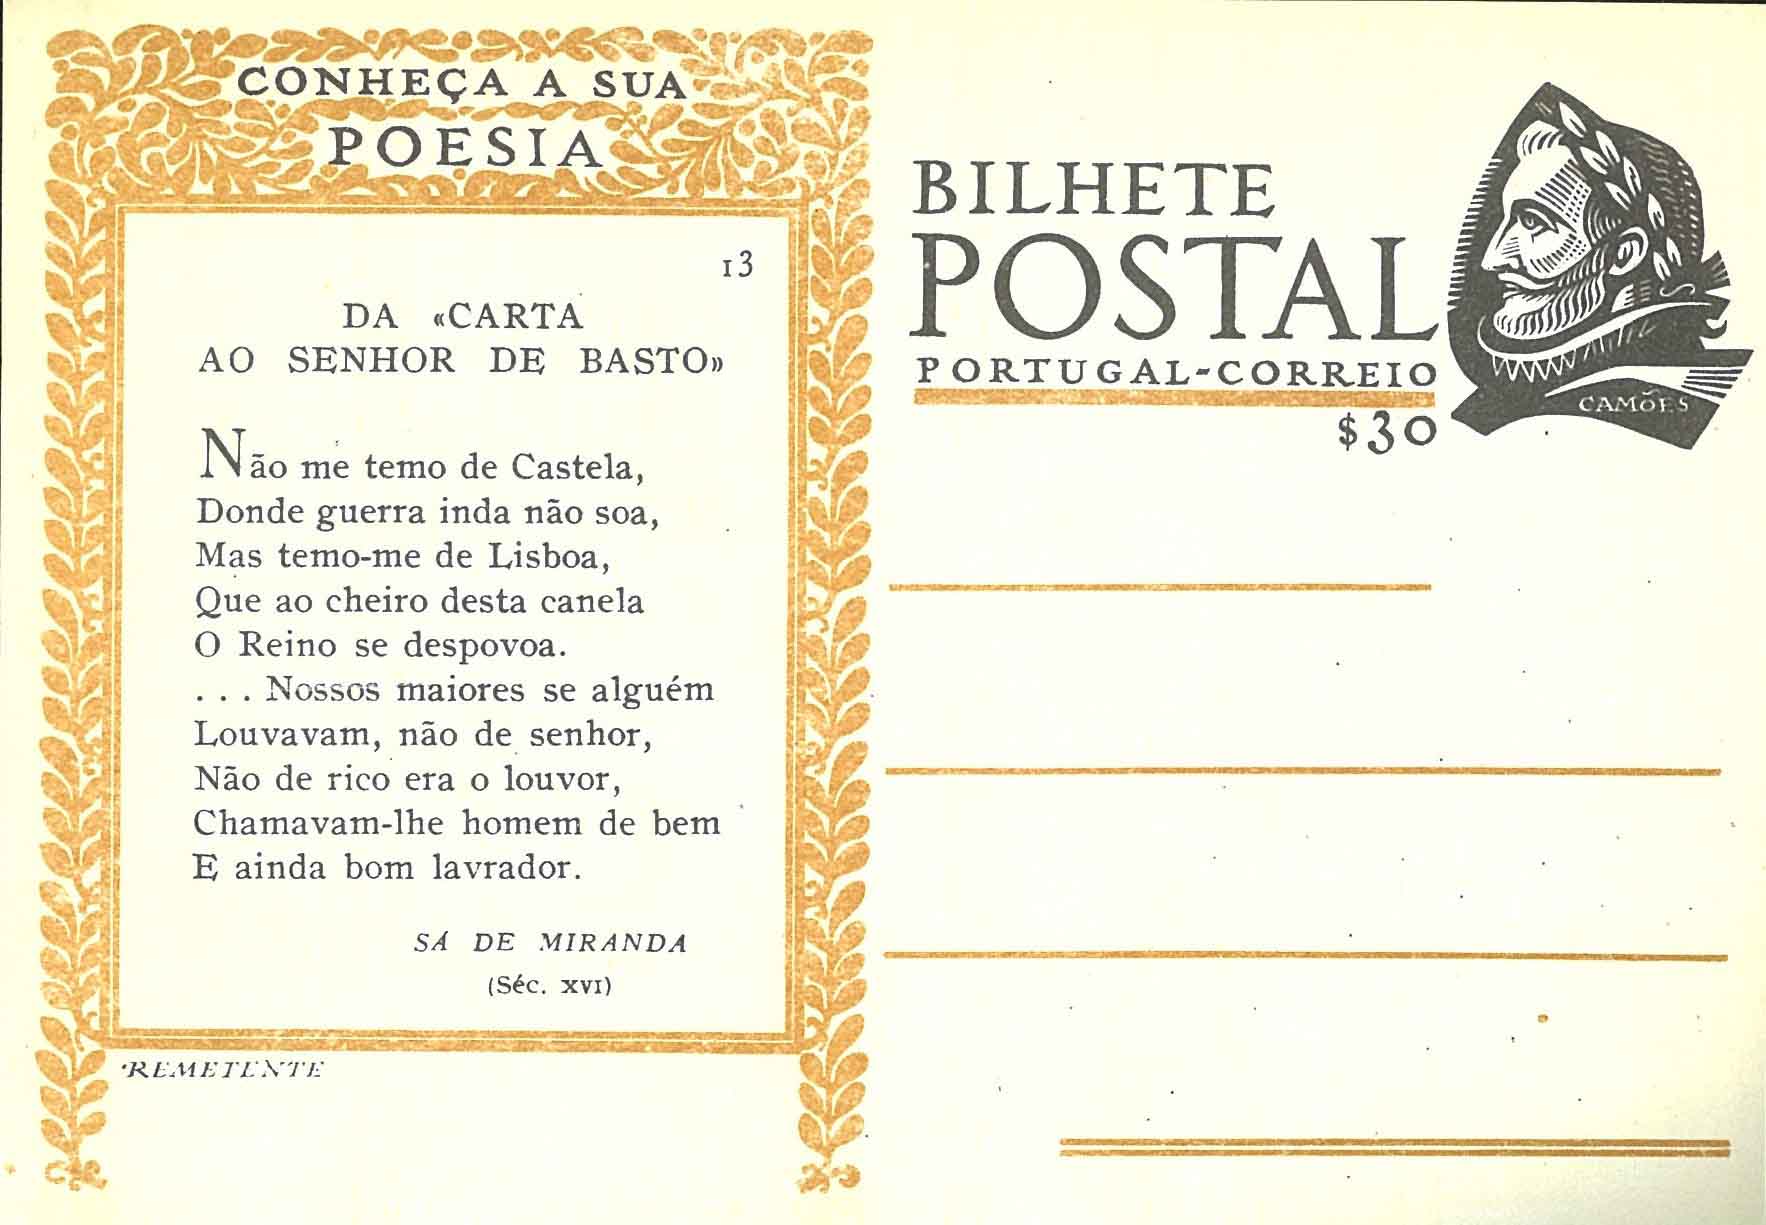 CONHEÇA A SUA
POESIA
13
DA «CARTA
AO SENHOR DE BASTO»
Não me temo de Castela,
Donde guerra inda não soa,
Mas temo-me de Lisboa,
Que ao cheiro desta canela
O Reino se despovoa.
. . . Nossos maiores se alguém
Louvavam, não de senhor,
Não de rico era o louvor,
Chamavam-lhe homem de bem
E ainda bom lavrador.
SÁ DE MIRANDA
(Séc. XVI)
REMETENTE
BILHETE
POSTAL
PORTUGAL-CORREIO
$30
CAMÕES